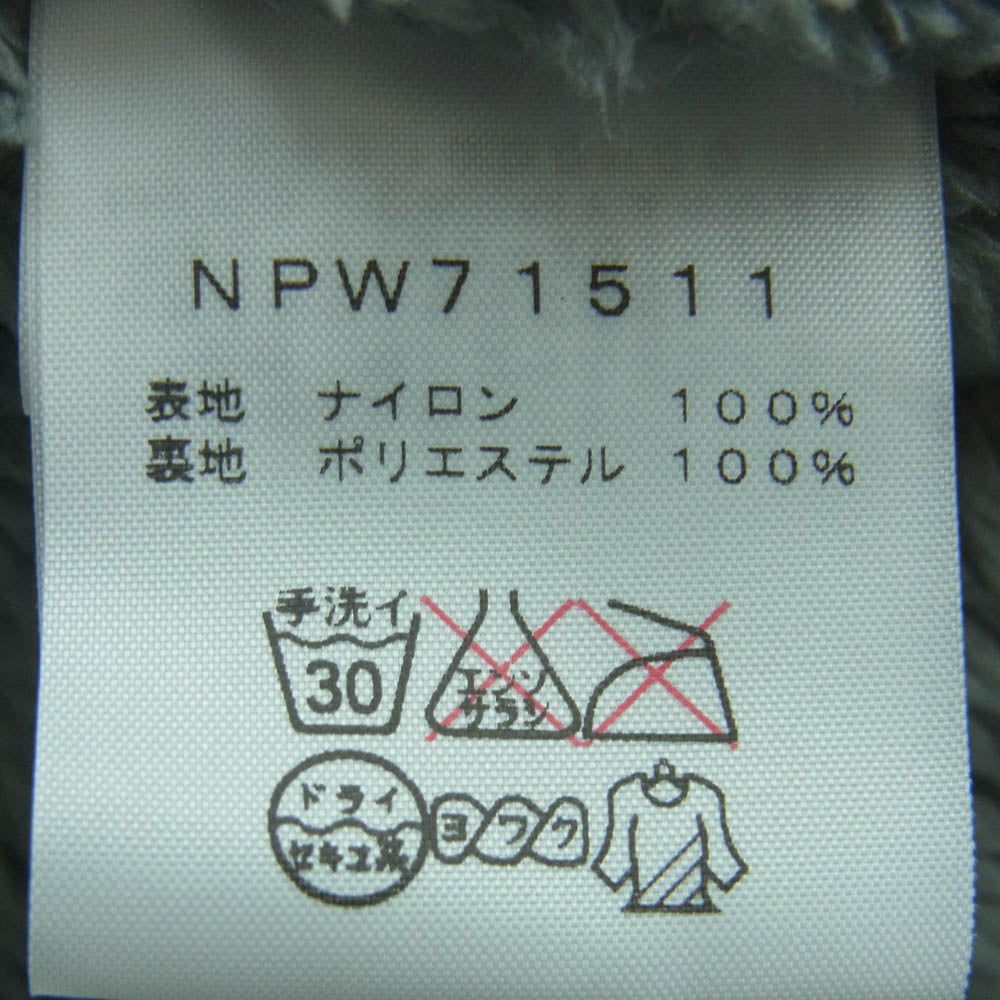 NPW71511
表地 ナイロン 100%
裏地 ポリエステル 100%
手洗イ
30
エンソ
サラシ
ドライ
セキユ系
ヨワク